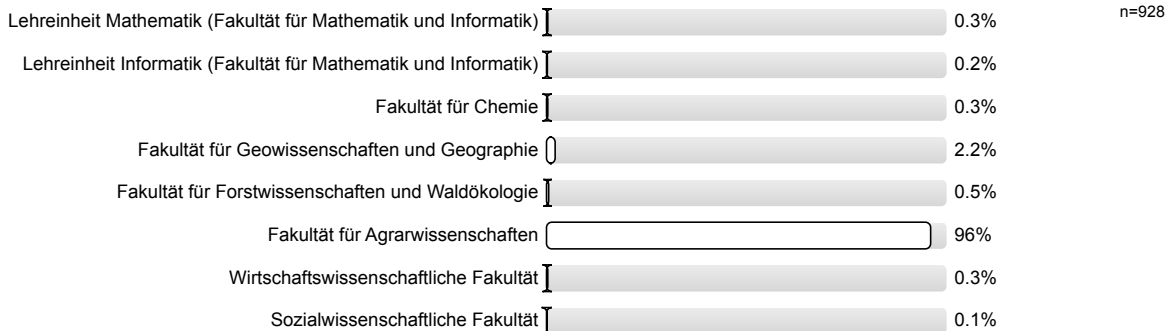 Lehreinheit Mathematik (Fakultät für Mathematik und Informatik) 0.3% n=928
Lehreinheit Informatik (Fakultät für Mathematik und Informatik) 0.2%
Fakultät für Chemie 0.3%
Fakultät für Geowissenschaften und Geographie 2.2%
Fakultät für Forstwissenschaften und Waldökologie 0.5%
Fakultät für Agrarwissenschaften 96%
Wirtschaftswissenschaftliche Fakultät 0.3%
Sozialwissenschaftliche Fakultät 0.1%